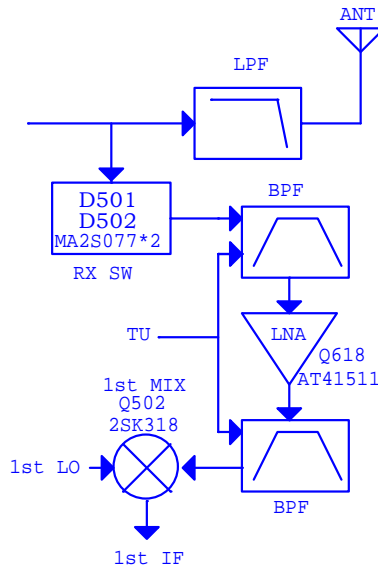 ANT
LPF
D501
D502
MA2S077*2
RX SW
BPF
TU
LNA
Q618
AT41511
1st MIX
Q502
2SK318
1st LO
BPF
1st IF